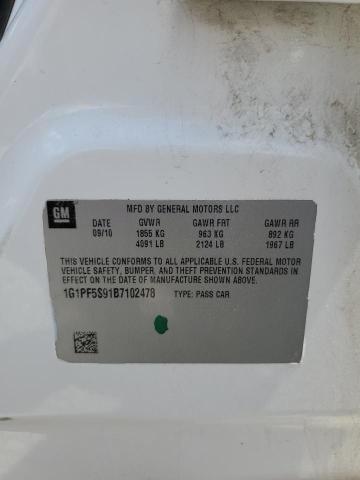 GM
MFD BY GENERAL MOTORS LLC
DATE GVWR GAWR FRT GAWR RR
09/10 1855 KG 963 KG 892 KG
4091 LB 2124 LB 1967 LB
THIS VEHICLE CONFORMS TO ALL APPLICABLE U.S. FEDERAL MOTOR
VEHICLE SAFETY, BUMPER, AND THEFT PREVENTION STANDARDS IN
EFFECT ON THE DATE OF MANUFACTURE SHOWN ABOVE.
1G1PF5S91B7102478 TYPE: PASS CAR